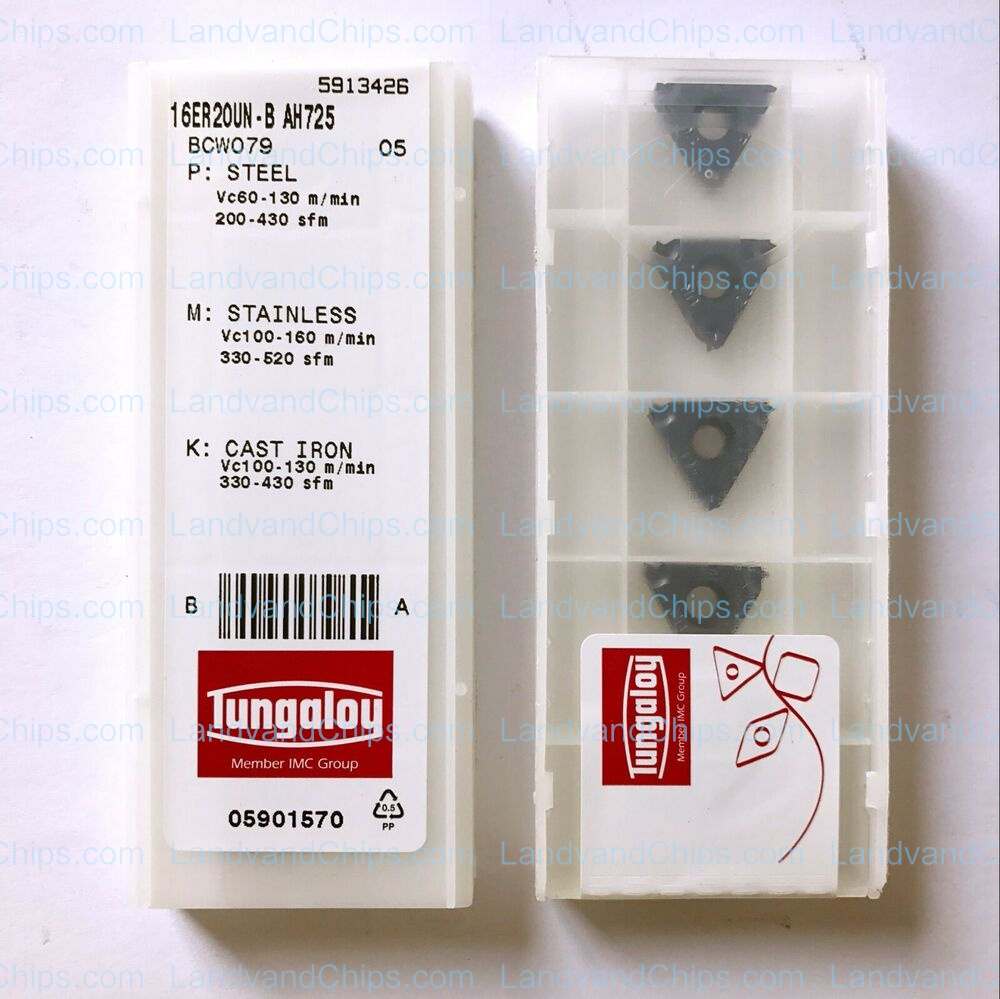 5913426
16ER20UN-B AH725
BCW079 05
P: STEEL
Vc60-130 m/min
200-430 sfm
M: STAINLESS
Vc100-160 m/min
330-520 sfm
K: CAST IRON
Vc100-130 m/min
330-430 sfm
B A
Tungaloy
Member IMC Group
05901570
0.5
PP
Tungaloy
Member IMC Group
LandvandChips.com